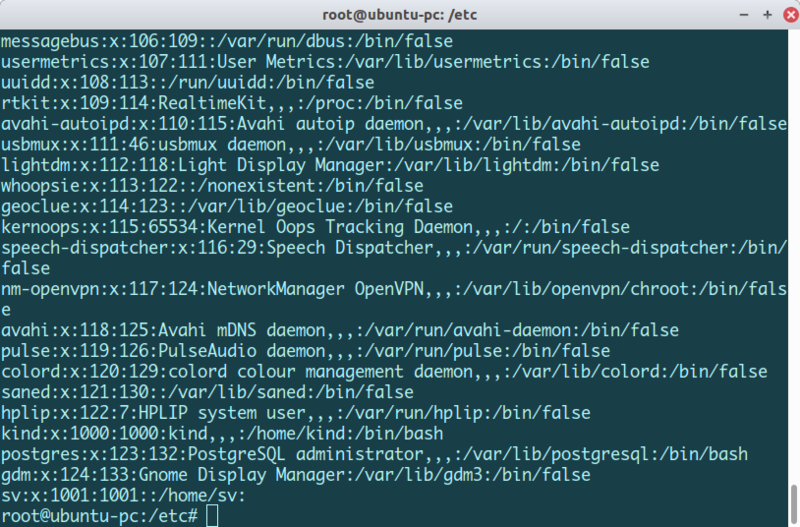 root@ubuntu-pc: /etc
messagebus:x:106:109::/var/run/dbus:/bin/false
usermetrics:x:107:111:User Metrics:/var/lib/usermetrics:/bin/false
uuidd:x:108:113::/run/uuidd:/bin/false
rtkit:x:109:114:RealtimeKit,,,:/proc:/bin/false
avahi-autoipd:x:110:115:Avahi autoip daemon,,,:/var/lib/avahi-autoipd:/bin/false
usbmux:x:111:46:usbmux daemon,,,:/var/lib/usbmux:/bin/false
lightdm:x:112:118:Light Display Manager:/var/lib/lightdm:/bin/false
whoopsie:x:113:122::/nonexistent:/bin/false
geoclue:x:114:123::/var/lib/geoclue:/bin/false
kernoops:x:115:65534:Kernel Oops Tracking Daemon,,,:/:/bin/false
speech-dispatcher:x:116:29:Speech Dispatcher,,,:/var/run/speech-dispatcher:/bin/
false
nm-openvpn:x:117:124:NetworkManager OpenVPN,,,:/var/lib/openvpn/chroot:/bin/fals
e
avahi:x:118:125:Avahi mDNS daemon,,,:/var/run/avahi-daemon:/bin/false
pulse:x:119:126:PulseAudio daemon,,,:/var/run/pulse:/bin/false
colord:x:120:129:colord colour management daemon,,,:/var/lib/colord:/bin/false
saned:x:121:130::/var/lib/saned:/bin/false
hplip:x:122:7:HPLIP system user,,,:/var/run/hplip:/bin/false
kind:x:1000:1000:kind,,,:/home/kind:/bin/bash
postgres:x:123:132:PostgreSQL administrator,,,:/var/lib/postgresql:/bin/bash
gdm:x:124:133:Gnome Display Manager:/var/lib/gdm3:/bin/false
sv:x:1001:1001::/home/sv:
root@ubuntu-pc:/etc#